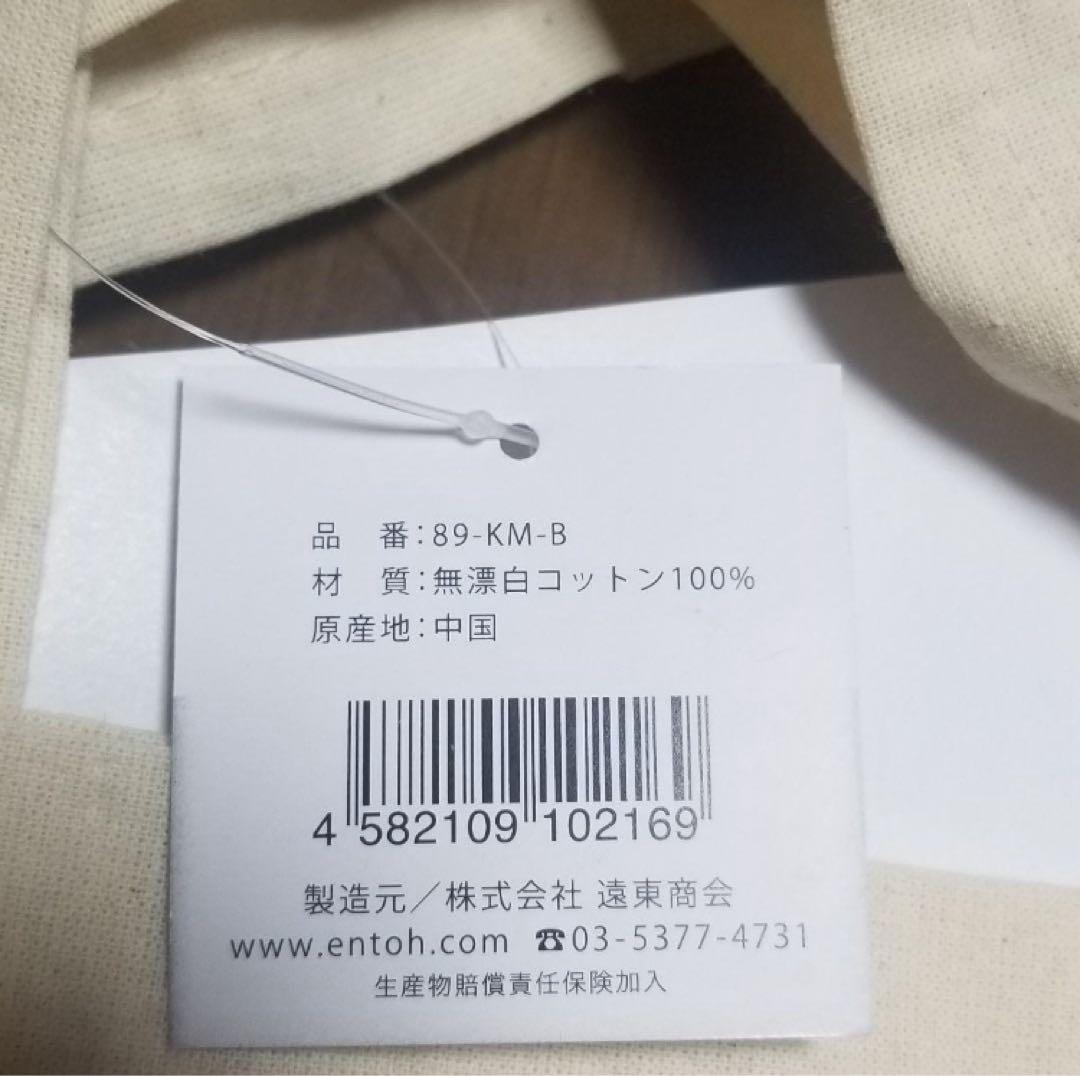 品　番:89-KM-B
材　質:無漂白コットン100%
原産地:中国
4 582109 102169
製造元／株式会社 遠東商会
www.entoh.com ☎03-5377-4731
生産物賠償責任保険加入